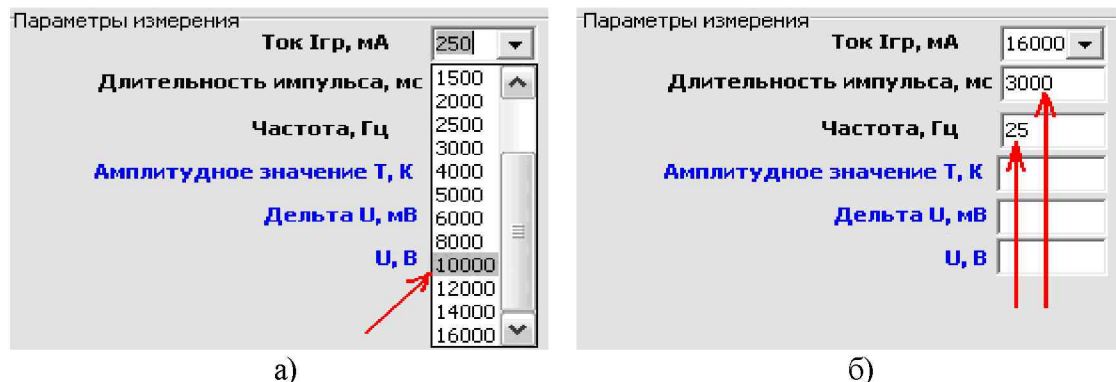 Параметры измерения
Ток Iгр, мА 250
Длительность импульса, мс 1500
2000
Частота, Гц 2500
3000
Амплитудное значение T, K 4000
5000
Дельта U, мВ 6000
8000
U, В 10000
12000
14000
16000
а)
Параметры измерения
Ток Iгр, мА 16000
Длительность импульса, мс 3000
Частота, Гц 25
Амплитудное значение T, K
Дельта U, мВ
U, В
б)